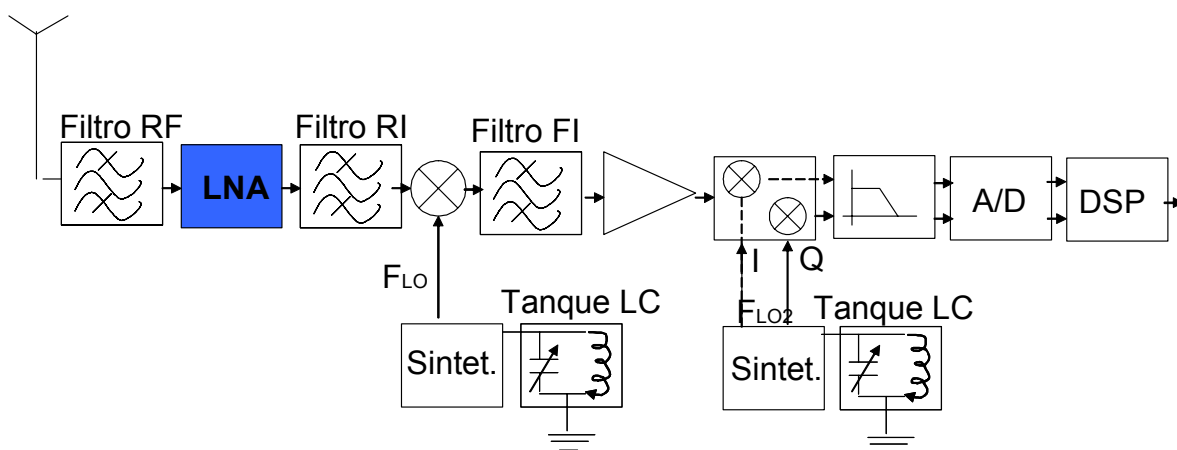 Filtro RF
Filtro RI
Filtro FI
LNA
A/D
DSP
I
Q
FLO
Tanque LC
FLO2
Tanque LC
Sintet.
Sintet.